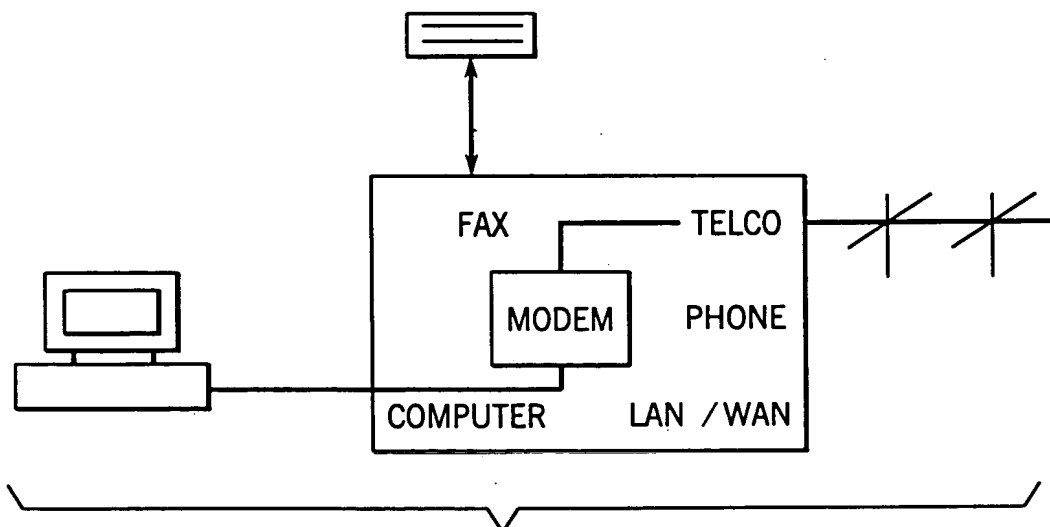 FAX
TELCO
MODEM
PHONE
COMPUTER
LAN / WAN